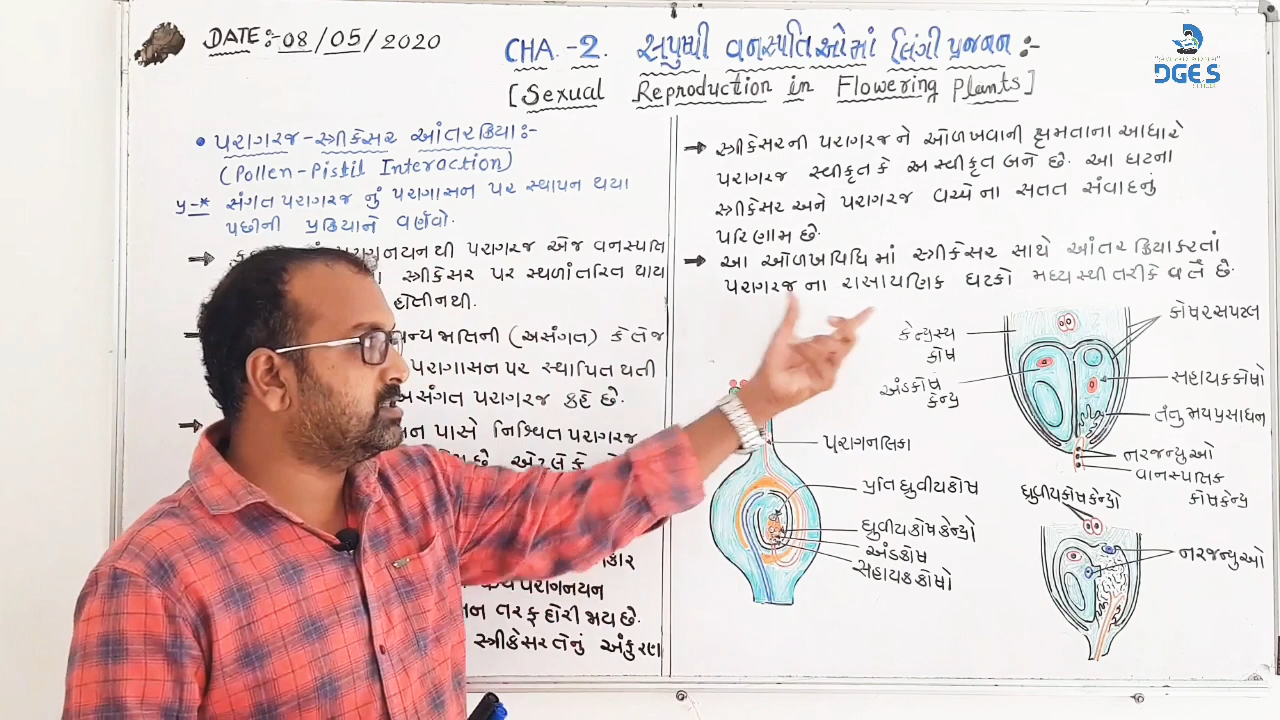 DATE:- 08/05/2020
CHA.-2. સપુષ્પી વનસ્પતિઓમાં લિંગી પ્રજનન :-
[Sexual Reproduction in Flowering Plants]
DGES
• પરાગરજ-સ્ત્રીકેસર આંતરક્રિયા:-
(Pollen-Pistil Interaction)
પ્ર-* સંગત પરાગરજ નું પરાગાસન પર સ્થાપન થયા
પછીની પ્રક્રિયાને વર્ણવો.
પરાગનયનથી પરાગરજ એજ વનસ્પતિ
સ્ત્રીકેસર પર સ્થળાંતરિત થાય
હોતી નથી.
જાતિની (અસંગત) કે તેજ
પરાગાસન પર સ્થાપિત થતી
અસંગત પરાગરજ કહે છે.
પાસે નિશ્ચિત પરાગરજ
છે એટલે કે
પરાગનયન
તરફ દોરી જાય છે.
સ્ત્રીકેસર તેનું અંકુરણ
→ સ્ત્રીકેસરની પરાગરજ ને ઓળખવાની ક્ષમતાના આધારે
પરાગરજ સ્વીકૃત કે અસ્વીકૃત બને છે. આ ઘટના
સ્ત્રીકેસર અને પરાગરજ વચ્ચે ના સતત સંવાદનું
પરિણામ છે.
→ આ ઓળખવિધિ માં સ્ત્રીકેસર સાથે આંતર ક્રિયા કરતાં
પરાગરજ ના રાસાયણિક ઘટકો મધ્યસ્થી તરીકે વર્તે છે.
પરાગનલિકા
પ્રતિધ્રુવીયકોષ
ધ્રુવીયકોષકેન્દ્રો
અંડકોષ
સહાયકકોષો
કેન્દ્રસ્થ
કોષ
અંડકોષ
કેન્દ્ર
કોષરસપટલ
સહાયકકોષો
તંતુમયપ્રસાધન
નરજન્યુઓ
વાનસ્પતિક
કોષકેન્દ્ર
ધ્રુવીયકોષકેન્દ્રો
નરજન્યુઓ